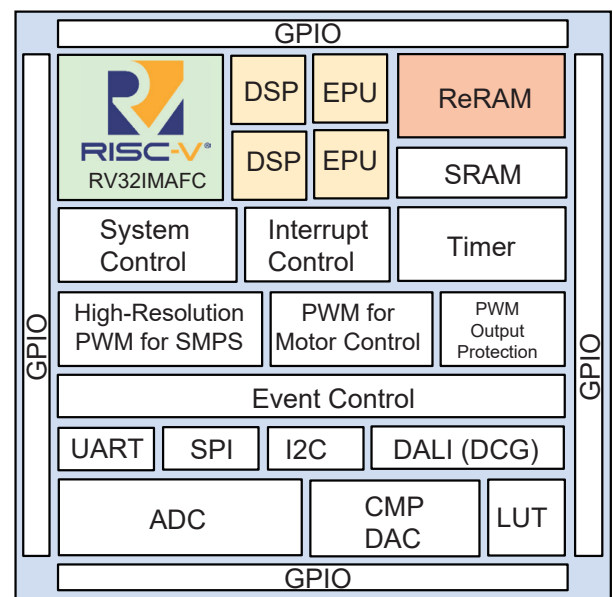 GPIO
RISC-V®
RV32IMAFC
DSP
EPU
ReRAM
DSP
EPU
SRAM
System
Control
Interrupt
Control
Timer
High-Resolution
PWM for SMPS
PWM for
Motor Control
PWM
Output
Protection
GPIO
GPIO
Event Control
UART
SPI
I2C
DALI (DCG)
ADC
CMP
DAC
LUT
GPIO